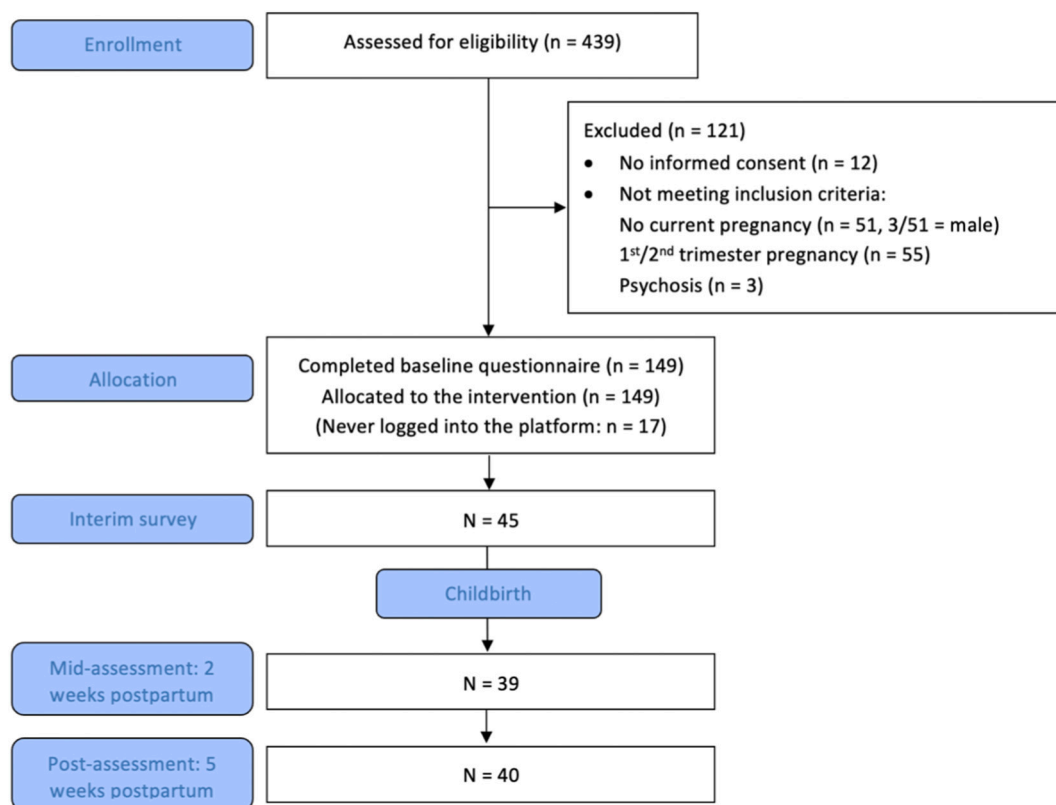 Enrollment
Assessed for eligibility (n = 439)
Excluded (n = 121)
• No informed consent (n = 12)
• Not meeting inclusion criteria:
No current pregnancy (n = 51, 3/51 = male)
1st/2nd trimester pregnancy (n = 55)
Psychosis (n = 3)
Allocation
Completed baseline questionnaire (n = 149)
Allocated to the intervention (n = 149)
(Never logged into the platform: n = 17)
Interim survey
N = 45
Childbirth
Mid-assessment: 2
weeks postpartum
N = 39
Post-assessment: 5
weeks postpartum
N = 40